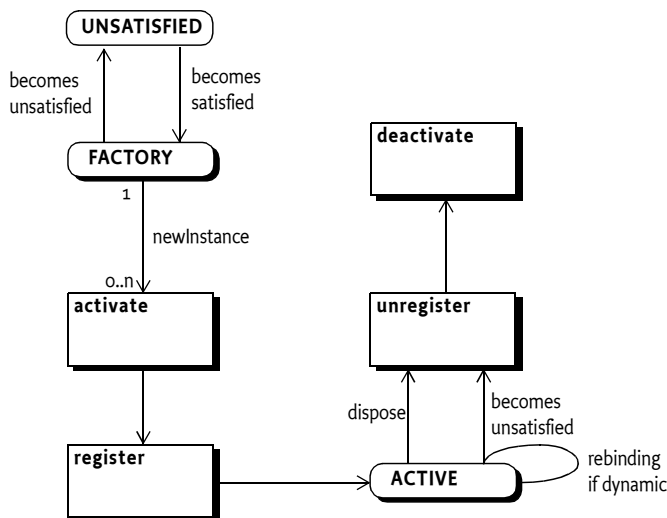 UNSATISFIED
becomes
unsatisfied
becomes
satisfied
FACTORY
1
newInstance
0..n
activate
register
deactivate
unregister
dispose
becomes
unsatisfied
ACTIVE
rebinding
if dynamic